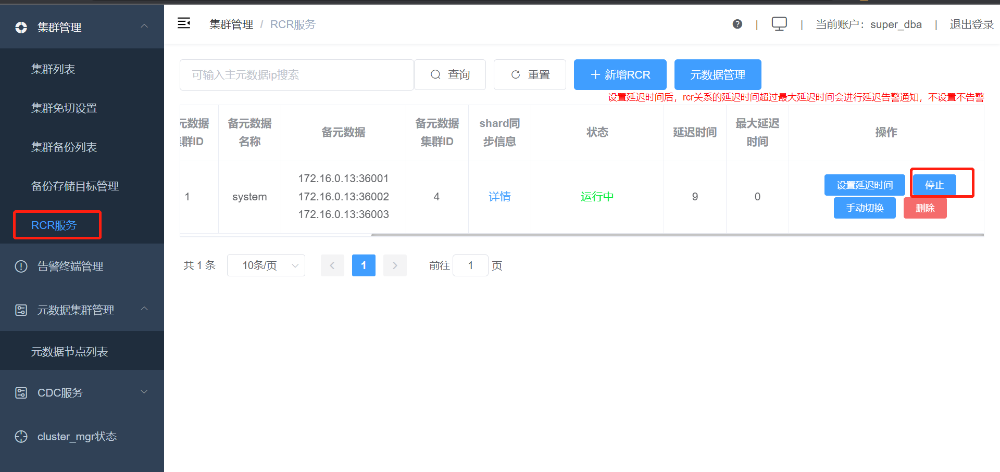 集群管理
集群列表
集群免切设置
集群备份列表
备份存储目标管理
RCR服务
告警终端管理
元数据集群管理
元数据节点列表
CDC服务
cluster_mgr状态
集群管理 / RCR服务
? | | 当前账户：super_dba | 退出登录
可输入主元数据ip搜索 查询 重置 + 新增RCR 元数据管理
设置延迟时间后，rcr关系的延迟时间超过最大延迟时间会进行延迟告警通知，不设置不告警
元数据
集群ID
备元数据
名称
备元数据
备元数据
集群ID
shard同
步信息
状态
延迟时间
最大延迟
时间
操作
1
system
172.16.0.13:36001
172.16.0.13:36002
172.16.0.13:36003
4
详情
运行中
9
0
设置延迟时间 停止
手动切换 删除
共 1 条 10条/页 1 前往 1 页